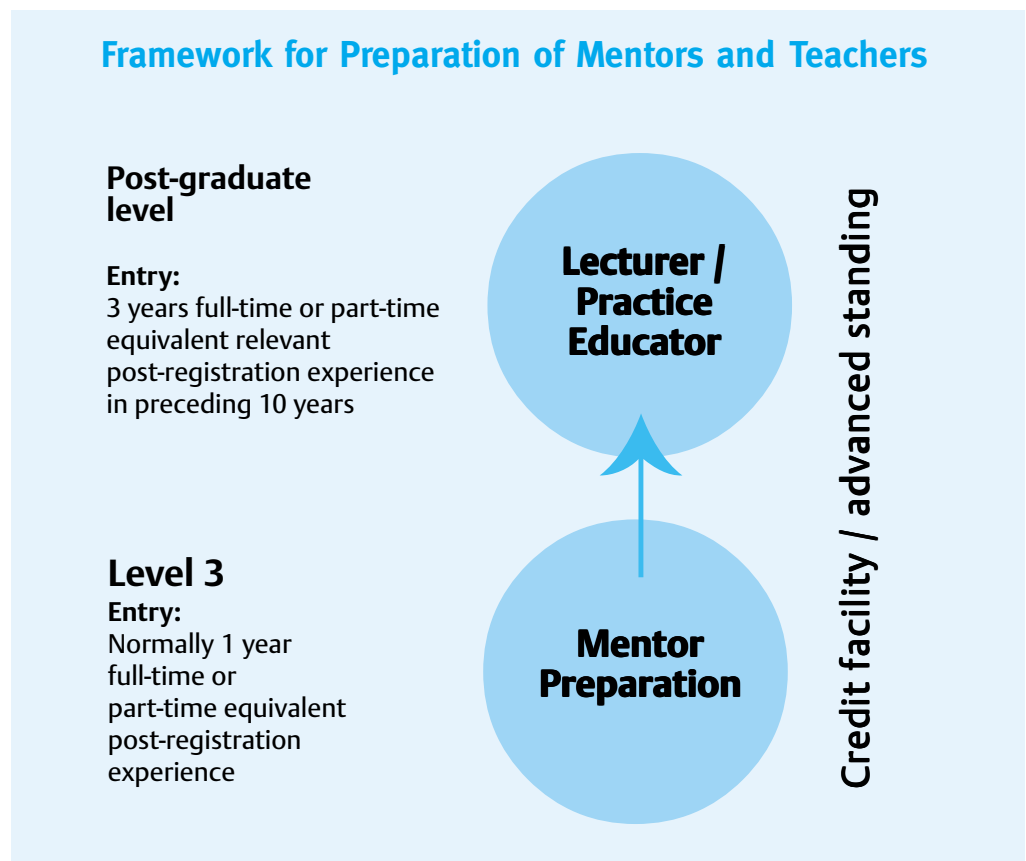 Framework for Preparation of Mentors and Teachers
Post-graduate
level
Entry:
3 years full-time or part-time
equivalent relevant
post-registration experience
in preceding 10 years
Lecturer /
Practice
Educator
Level 3
Entry:
Normally 1 year
full-time or
part-time equivalent
post-registration
experience
Mentor
Preparation
Credit facility / advanced standing